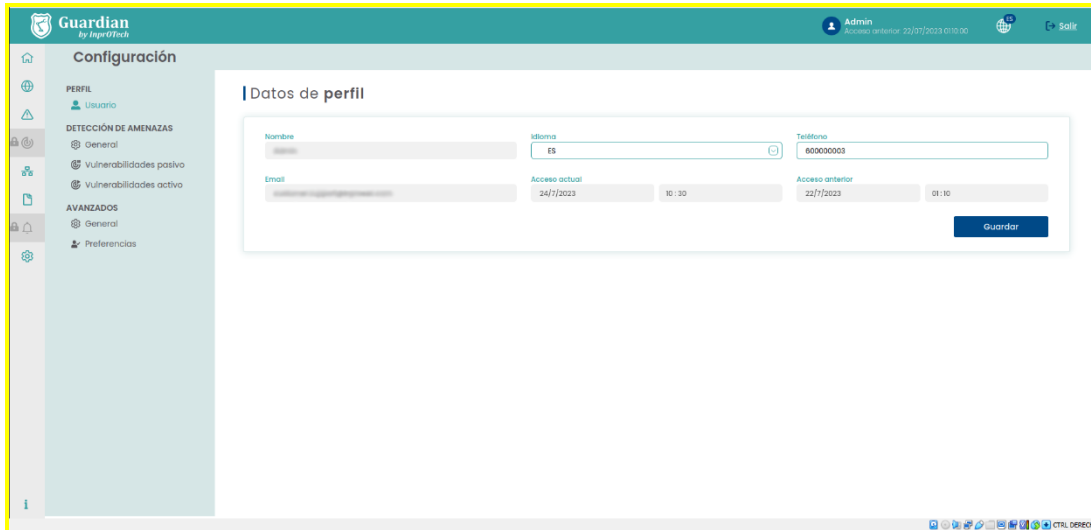 Guardian
by InprOTech
Admin
Acceso anterior 22/07/2023 01:10:00
ES
Salir
Configuración
PERFIL
Usuario
DETECCIÓN DE AMENAZAS
General
Vulnerabilidades pasivo
Vulnerabilidades activo
AVANZADOS
General
Preferencias
Datos de perfil
Nombre
Idioma
Teléfono
ES
600000003
Email
Acceso actual
Acceso anterior
24/7/2023
10:30
22/7/2023
01:10
Guardar
i
CTRL DERECH